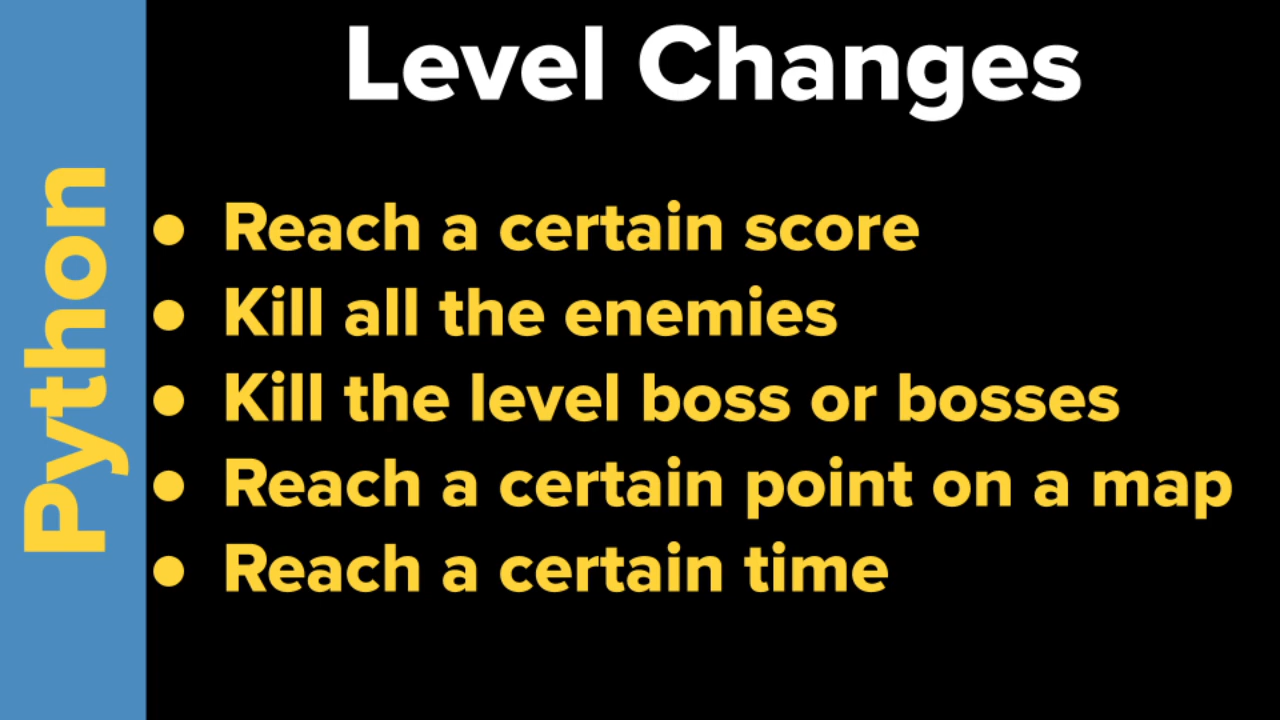 Level Changes
Python
● Reach a certain score
● Kill all the enemies
● Kill the level boss or bosses
● Reach a certain point on a map
● Reach a certain time